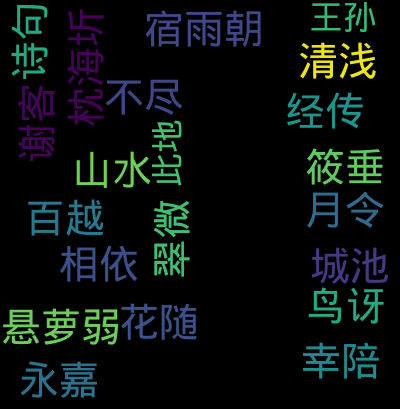 诗句
枕海圻
宿雨朝
王孙
清浅
谢客
不尽
经传
此地
山水
筱垂
百越
翠微
月令
相依
城池
鸟讶
悬萝弱
花随
幸陪
永嘉